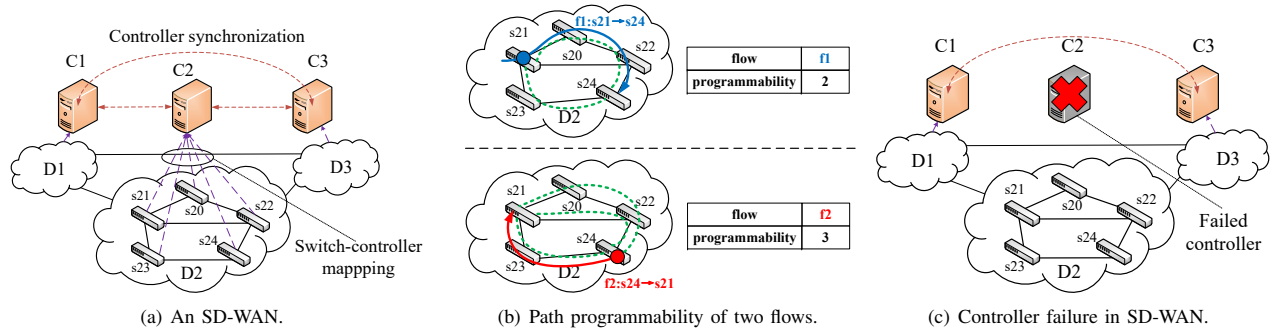 Controller synchronization
C1
C2
C3
D1
D3
s21
s20
s22
s24
s23
D2
Switch-controller
mappping
(a) An SD-WAN.
f1:s21→s24
s21
s20
s22
s24
s23
D2
flow f1
programmability 2
s21
s20
s22
s24
s23
D2
f2:s24→s21
flow f2
programmability 3
(b) Path programmability of two flows.
C1
C2
C3
D1
D3
s21
s20
s22
s24
s23
D2
Failed
controller
(c) Controller failure in SD-WAN.